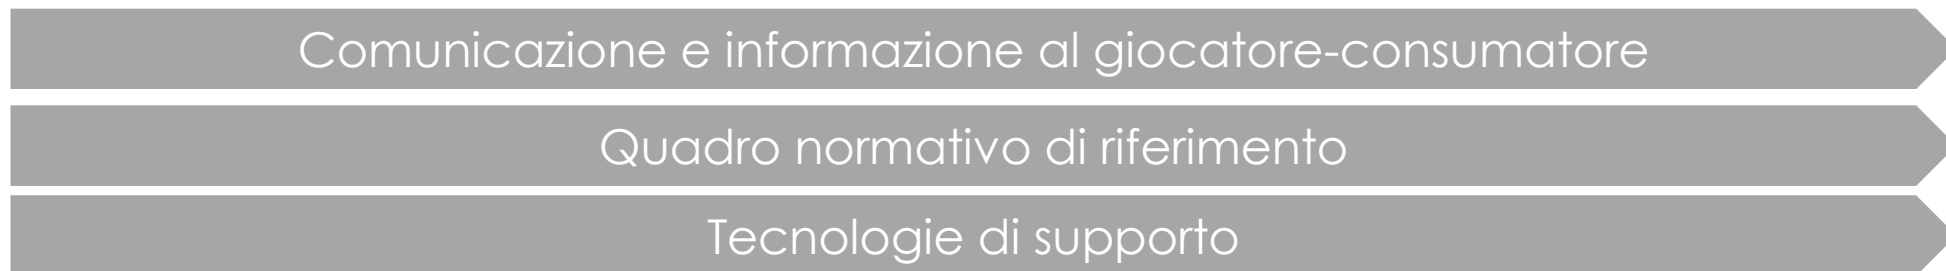 Comunicazione e informazione al giocatore-consumatore
Quadro normativo di riferimento
Tecnologie di supporto